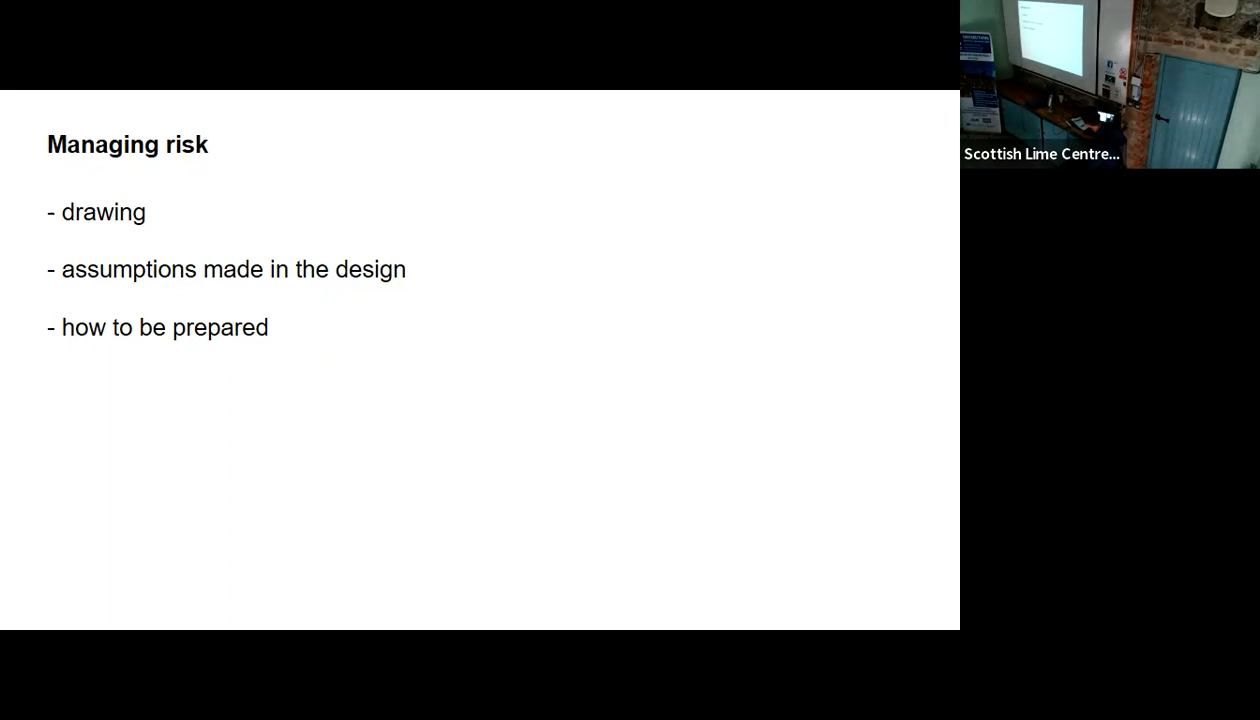 Managing risk
- drawing
- assumptions made in the design
- how to be prepared
Scottish Lime Centre...